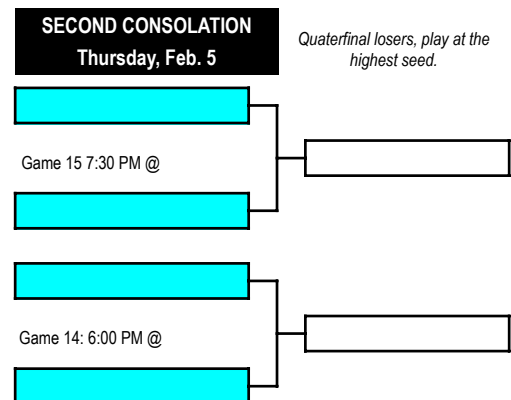 SECOND CONSOLATION
Thursday, Feb. 5
Quaterfinal losers, play at the
highest seed.
Game 15 7:30 PM @
Game 14: 6:00 PM @